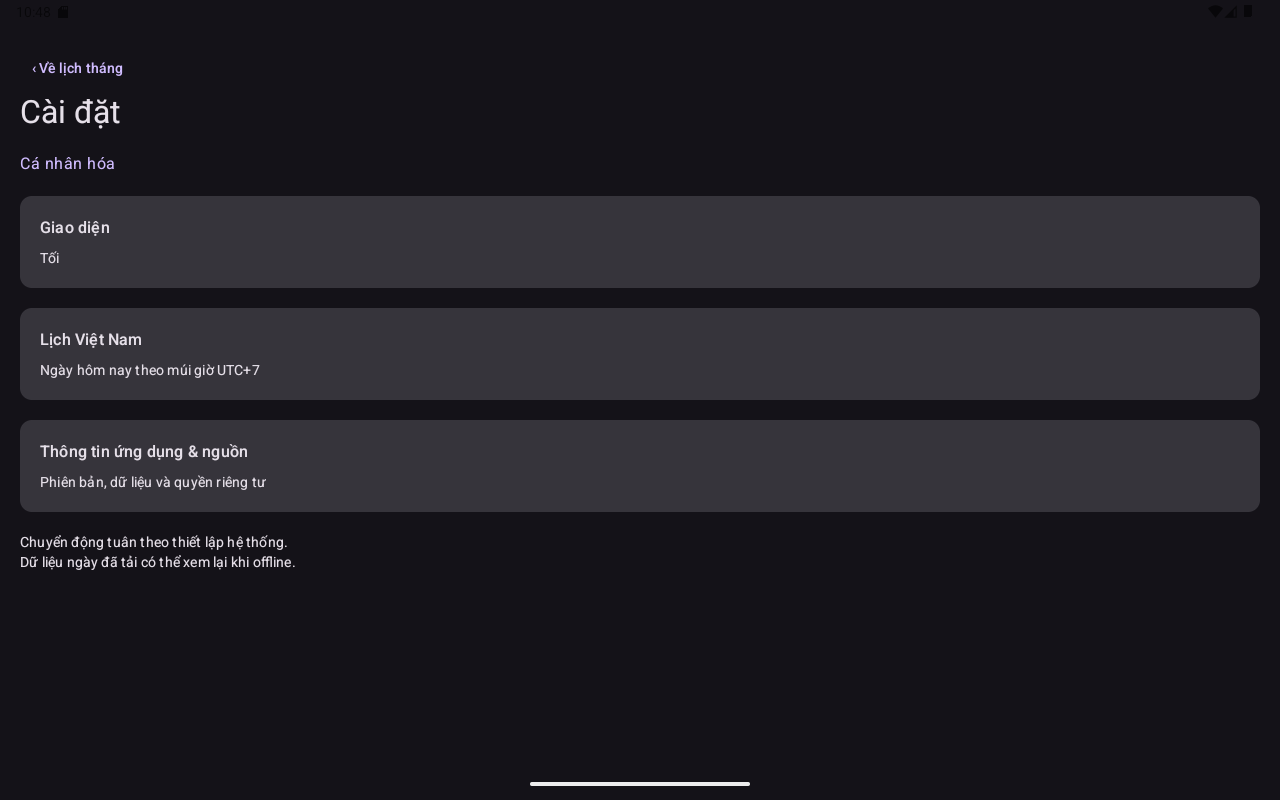 10:48
‹ Về lịch tháng
Cài đặt
Cá nhân hóa
Giao diện
Tối
Lịch Việt Nam
Ngày hôm nay theo múi giờ UTC+7
Thông tin ứng dụng & nguồn
Phiên bản, dữ liệu và quyền riêng tư
Chuyển động tuân theo thiết lập hệ thống.
Dữ liệu ngày đã tải có thể xem lại khi offline.